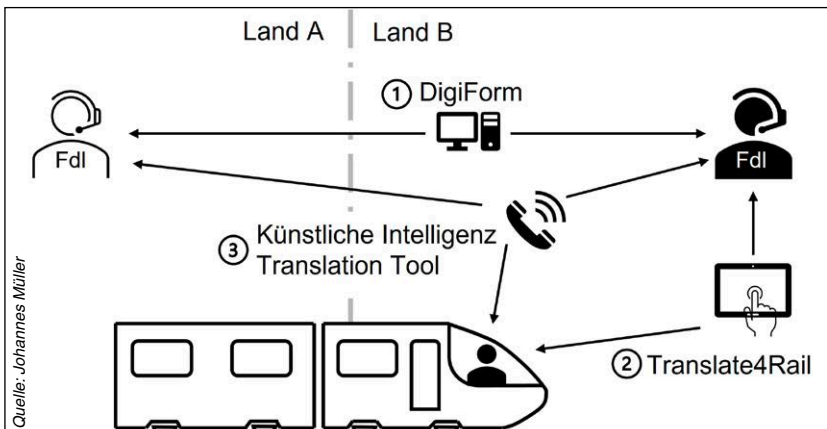 Land A
Land B
① DigiForm
Fdl
Fdl
③ Künstliche Intelligenz
Translation Tool
② Translate4Rail
Quelle: Johannes Müller